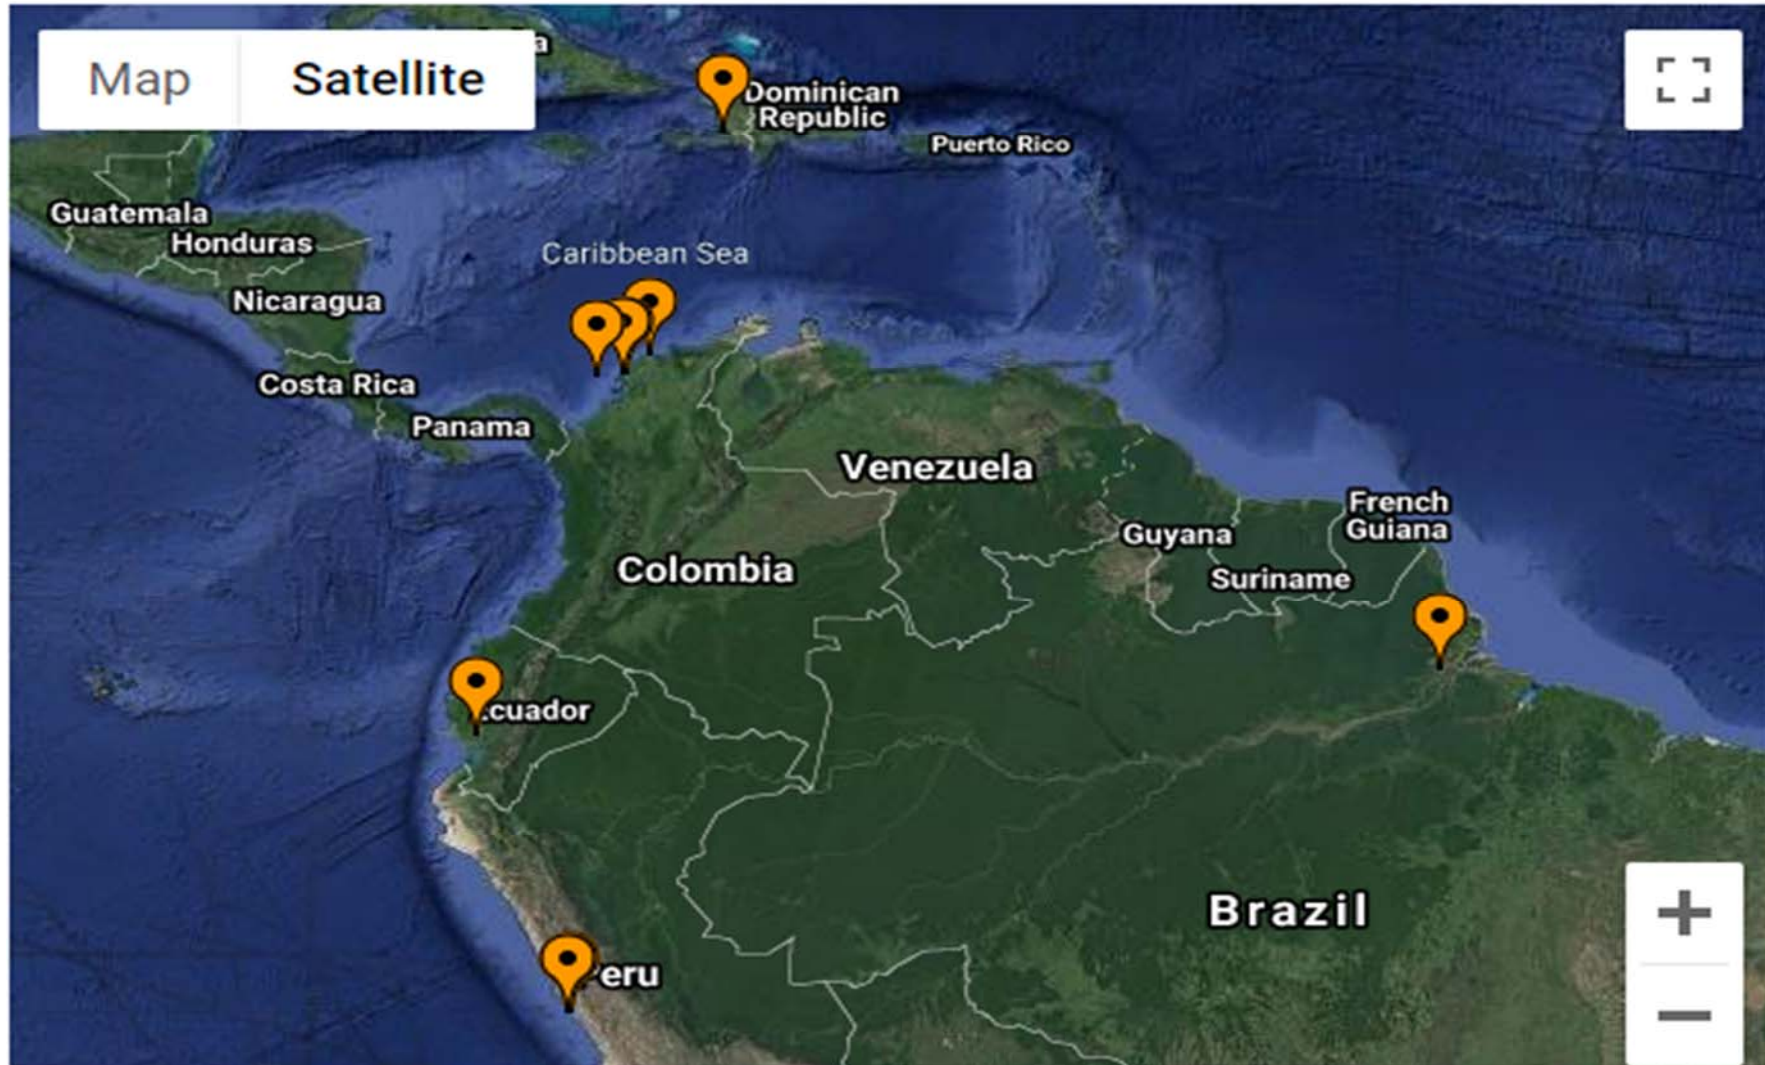 Map
Satellite
a
Dominican
Republic
Puerto Rico
Guatemala
Honduras
Caribbean Sea
Nicaragua
Costa Rica
Panama
Venezuela
French
Guiana
Guyana
Colombia
Suriname
cuador
Brazil
eru